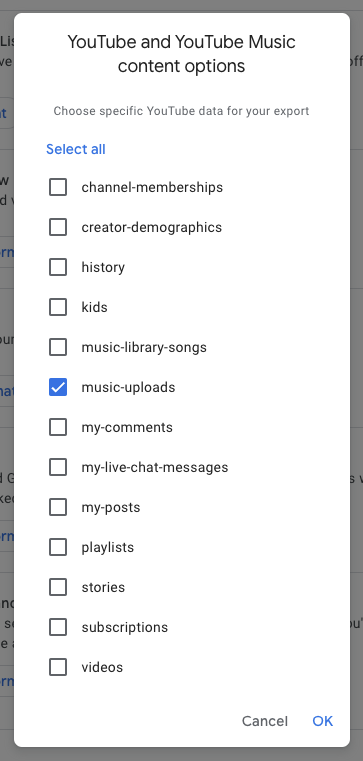 YouTube and YouTube Music
content options
Choose specific YouTube data for your export
Select all
channel-memberships
creator-demographics
history
kids
music-library-songs
music-uploads
my-comments
my-live-chat-messages
my-posts
playlists
stories
subscriptions
videos
Cancel OK